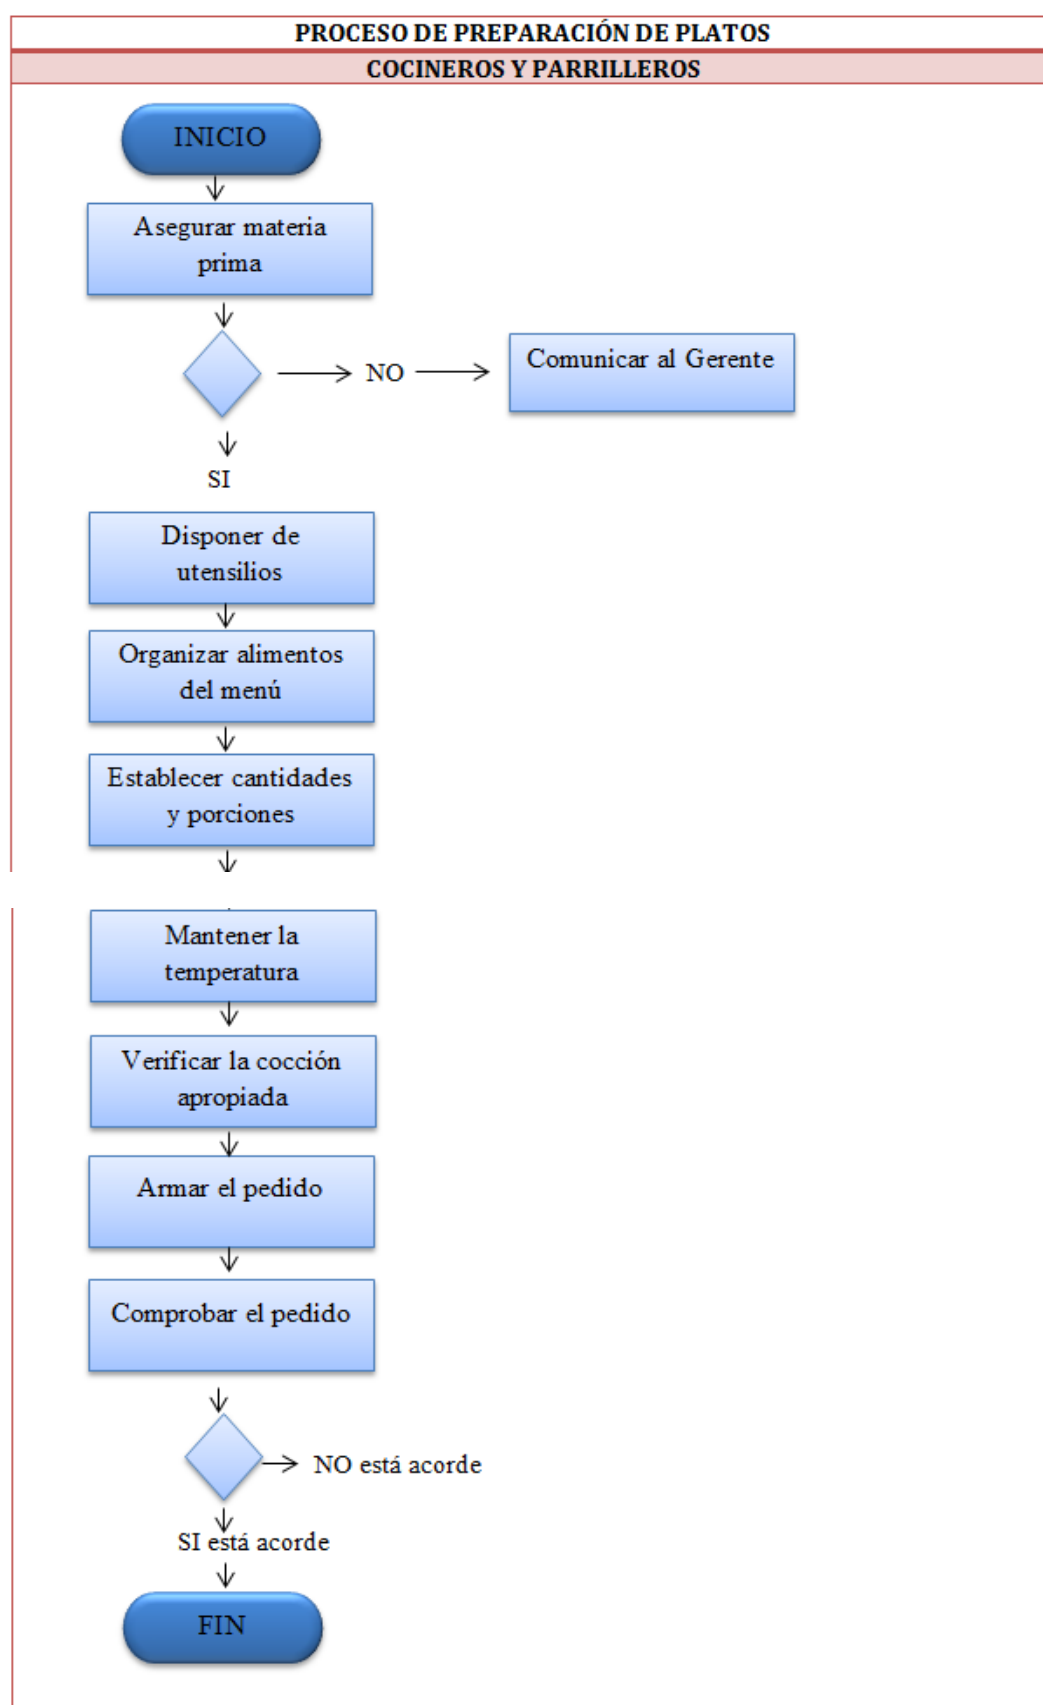 PROCESO DE PREPARACIÓN DE PLATOS
COCINEROS Y PARRILLEROS
INICIO
Asegurar materia
prima
NO
Comunicar al Gerente
SI
Disponer de
utensilios
Organizar alimentos
del menú
Establecer cantidades
y porciones
Mantener la
temperatura
Verificar la cocción
apropiada
Armar el pedido
Comprobar el pedido
NO está acorde
SI está acorde
FIN